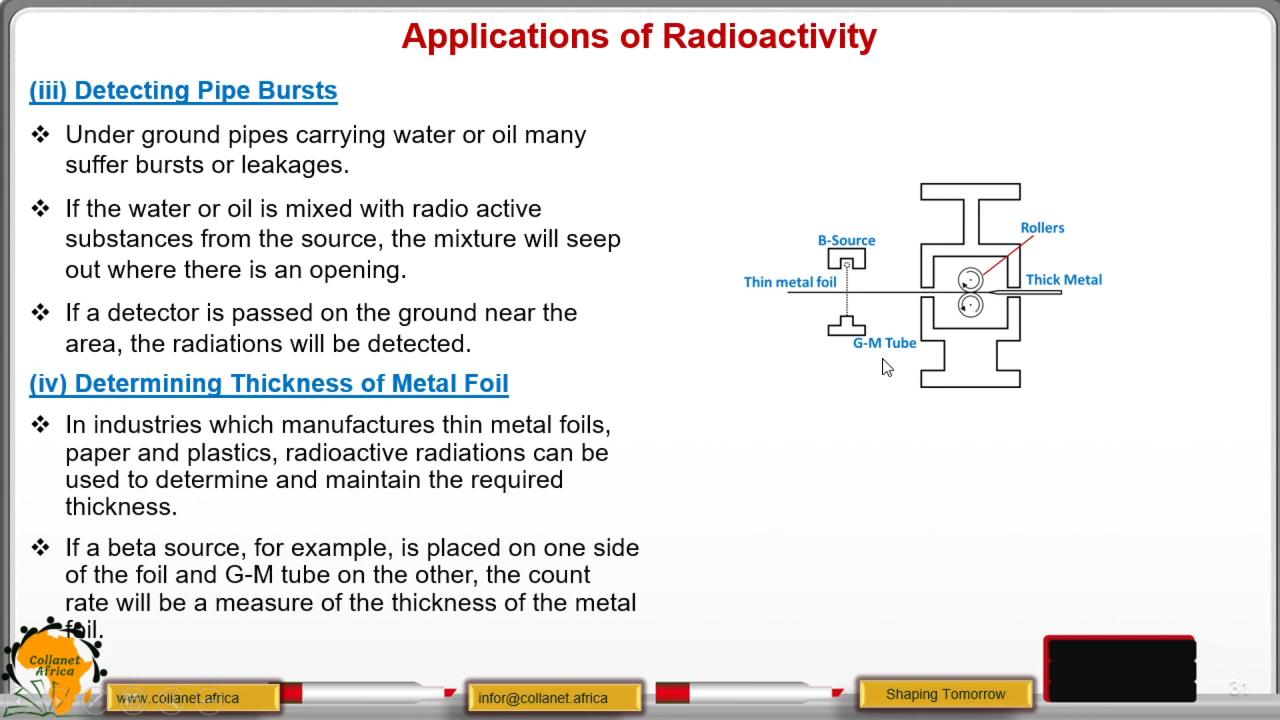 Applications of Radioactivity
(iii) Detecting Pipe Bursts
❖ Under ground pipes carrying water or oil many
suffer bursts or leakages.
❖ If the water or oil is mixed with radio active
substances from the source, the mixture will seep
out where there is an opening.
❖ If a detector is passed on the ground near the
area, the radiations will be detected.
(iv) Determining Thickness of Metal Foil
❖ In industries which manufactures thin metal foils,
paper and plastics, radioactive radiations can be
used to determine and maintain the required
thickness.
❖ If a beta source, for example, is placed on one side
of the foil and G-M tube on the other, the count
rate will be a measure of the thickness of the metal
foil.
Rollers
B-Source
Thin metal foil
Thick Metal
G-M Tube
Collanet
Africa
www.collanet.africa
infor@collanet.africa
Shaping Tomorrow
31